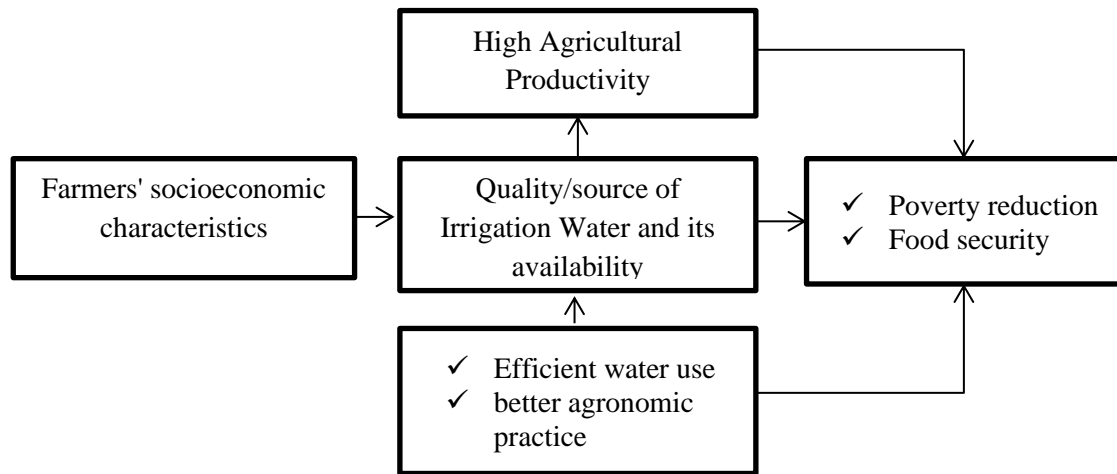 High Agricultural
Productivity
Farmers' socioeconomic
characteristics
Quality/source of
Irrigation Water and its
availability
✓ Poverty reduction
✓ Food security
✓ Efficient water use
✓ better agronomic
practice